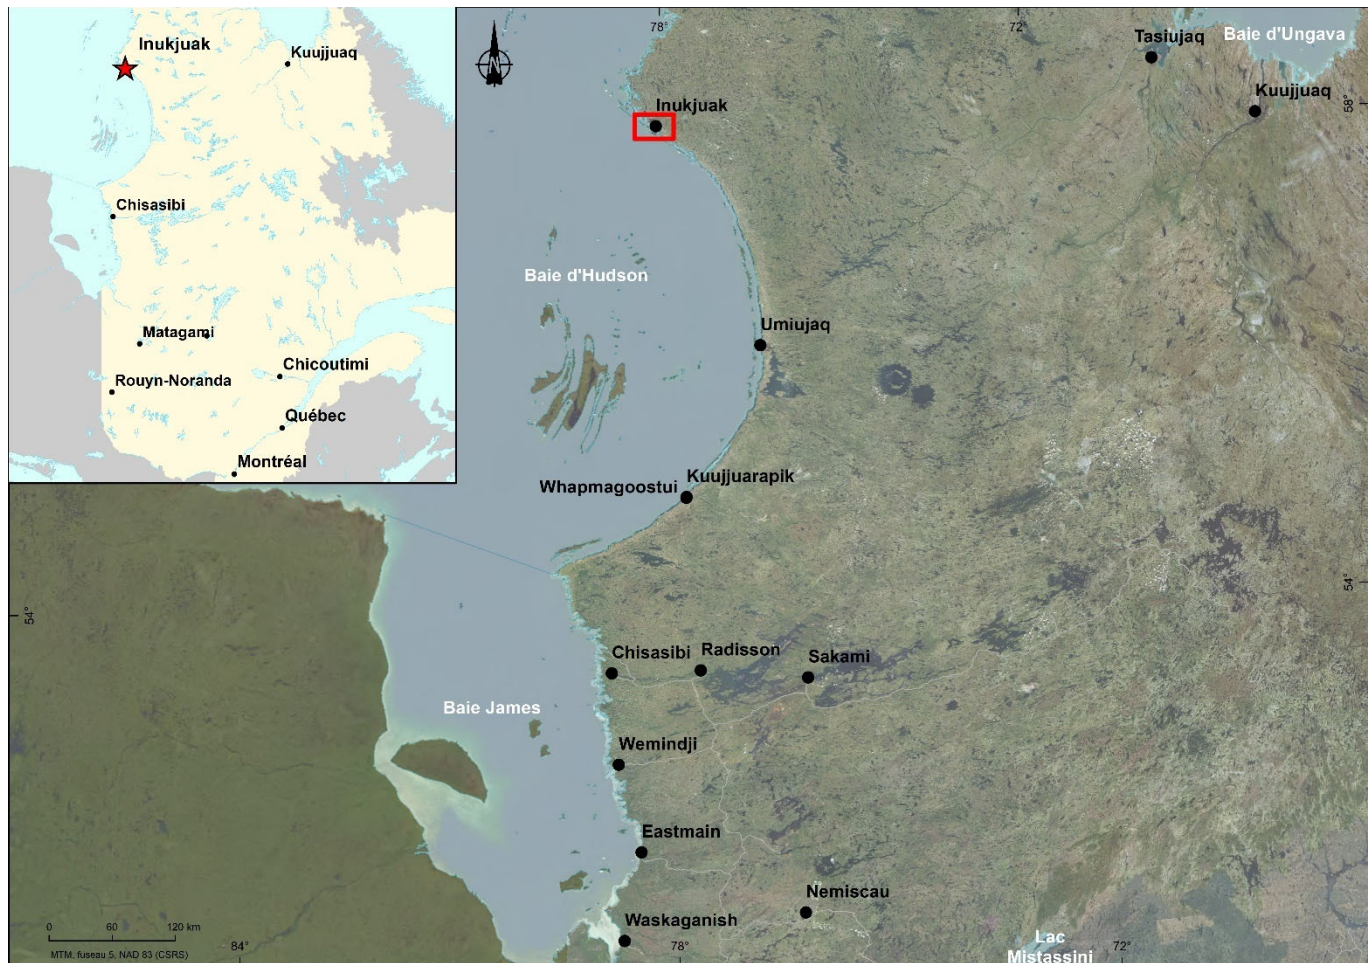 Inukjuak
Kuujjuaq
Chisasibi
Matagami
Rouyn-Noranda
Chicoutimi
Québec
Montréal
N
78°
72°
Baie d'Ungava
Tasiujaq
Kuujjuaq
58°
Inukjuak
Baie d'Hudson
Umiujaq
Kuujjuarapik
Whapmagoostui
54°
54°
Chisasibi
Radisson
Sakami
Baie James
Wemindji
Eastmain
Nemiscau
Waskaganish
Lac
Mistassini
0 60 120 km
MTM, fuseau 5, NAD 83 (CSRS)
84°
78°
72°